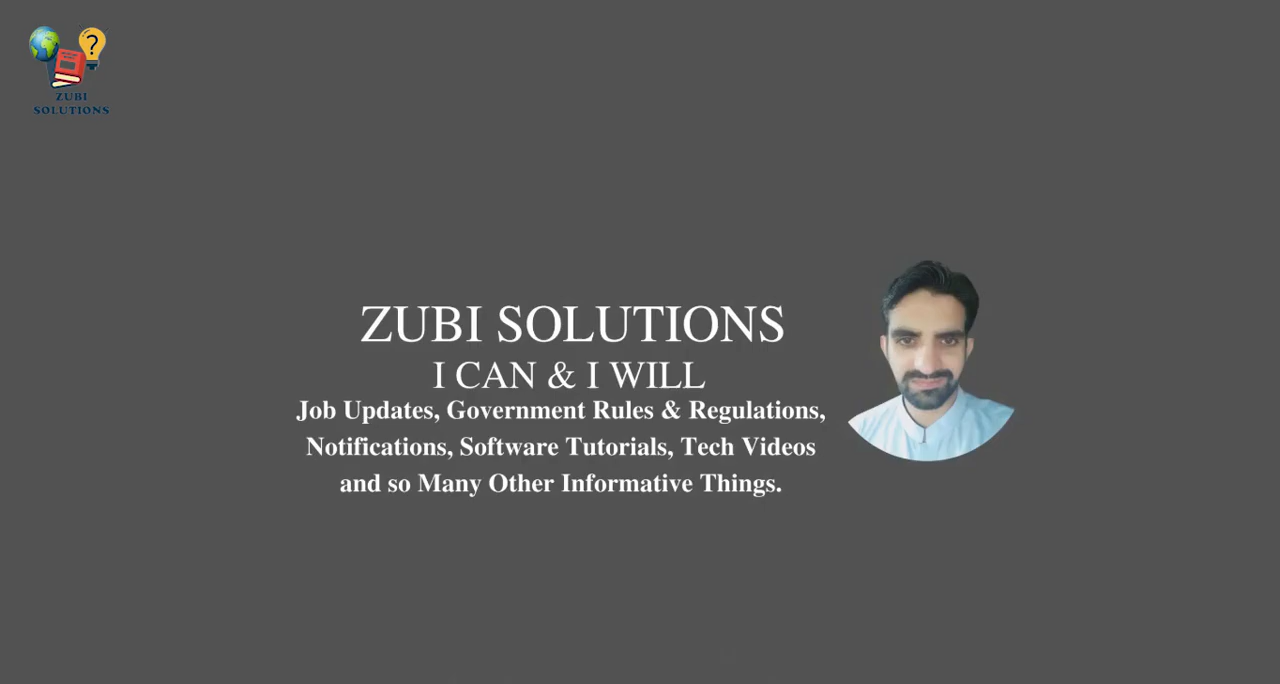 ZUBI
SOLUTIONS
ZUBI SOLUTIONS
I CAN & I WILL
Job Updates, Government Rules & Regulations,
Notifications, Software Tutorials, Tech Videos
and so Many Other Informative Things.